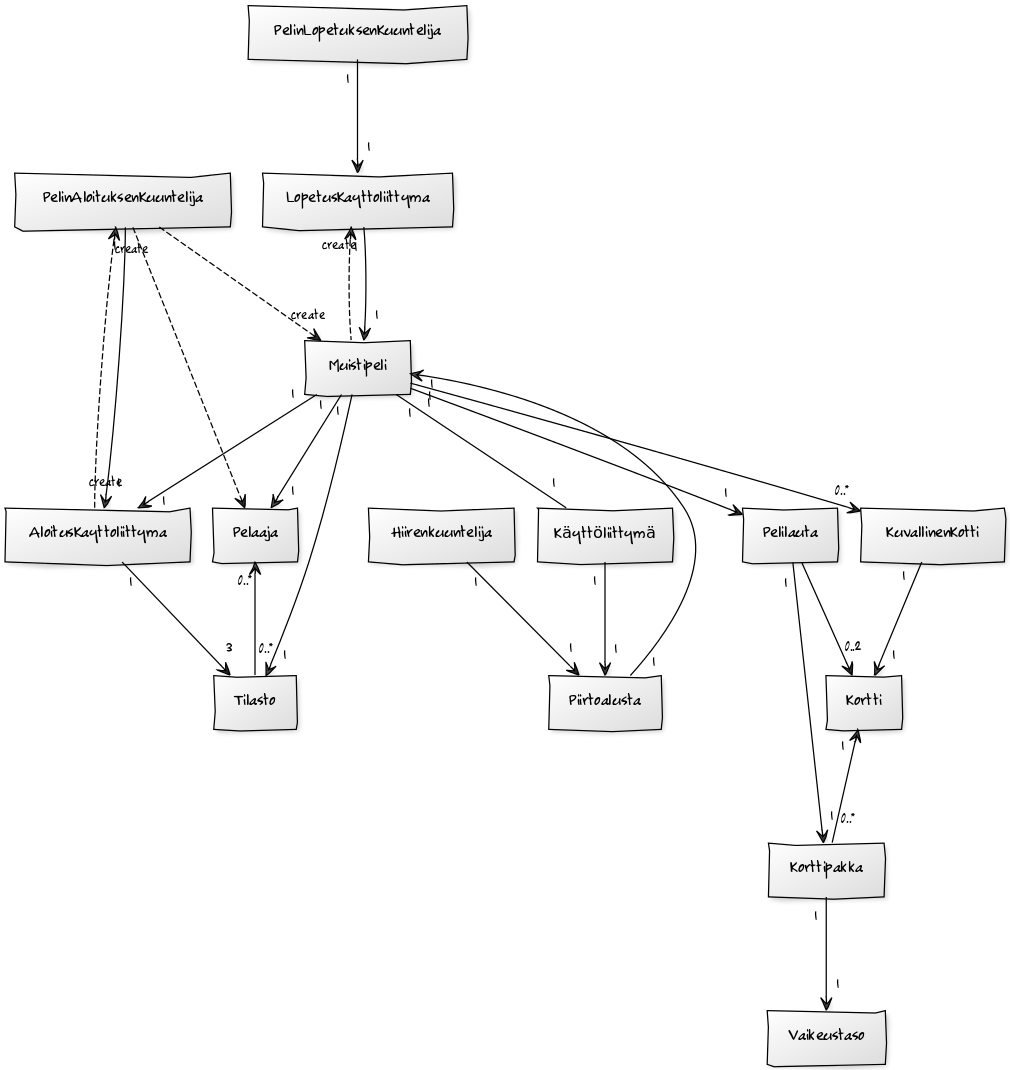 PelinLopetuksenKuuntelija
1
1
PelinAloituksenKuuntelija
LopetusKayttoliittyma
create
create
create
1
Muistipeli
1
1
1
1
1
1
create
1
1
1
1
0..*
AloitusKayttoliittyma
Pelaaja
Hiirenkuuntelija
Käyttöliittymä
Pelilauta
KuvallinenKotti
1
0..*
1
1
1
1
3
0..*
1
1
1
1
0..2
1
Tilasto
Piirtoalusta
Kortti
1
1
0..*
Korttipakka
1
1
Vaikeustaso